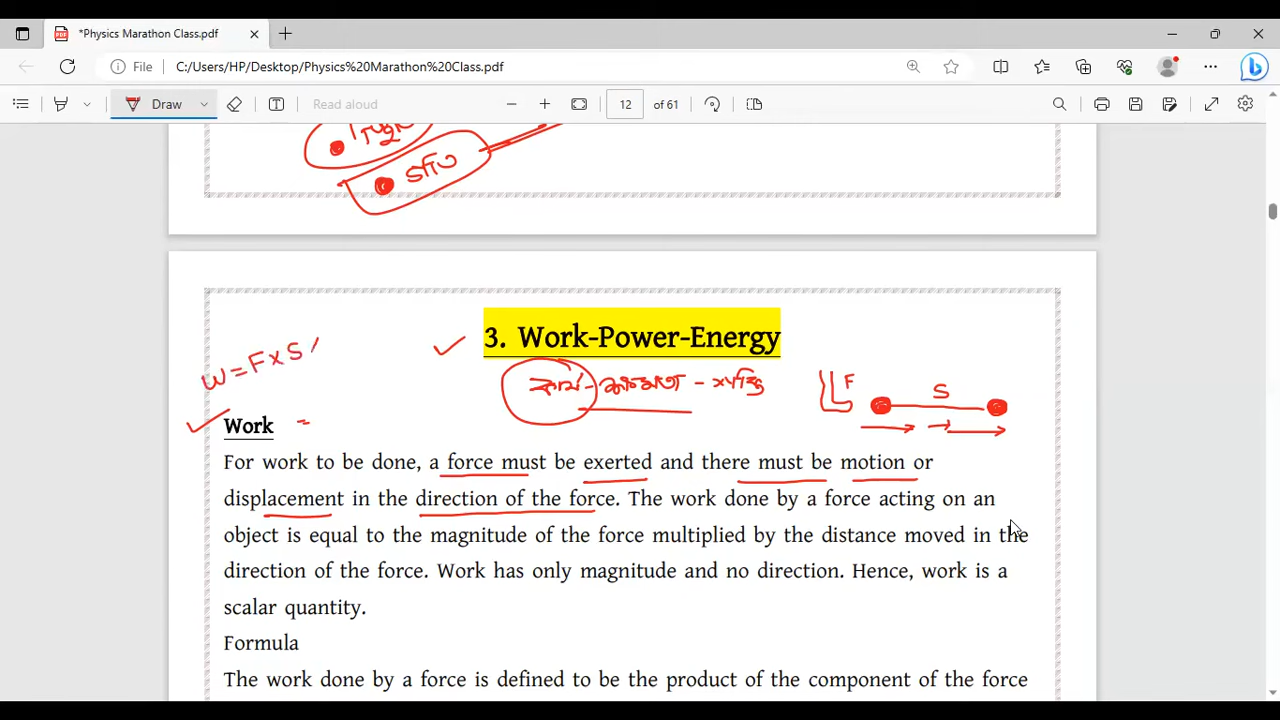 *Physics Marathon Class.pdf
File C:/Users/HP/Desktop/Physics%20Marathon%20Class.pdf
Draw Read aloud 12 of 61
গতি
3. Work-Power-Energy
W=F×S
কার্য - ক্ষমতা - শক্তি
F S
Work =
For work to be done, a force must be exerted and there must be motion or
displacement in the direction of the force. The work done by a force acting on an
object is equal to the magnitude of the force multiplied by the distance moved in the
direction of the force. Work has only magnitude and no direction. Hence, work is a
scalar quantity.
Formula
The work done by a force is defined to be the product of the component of the force